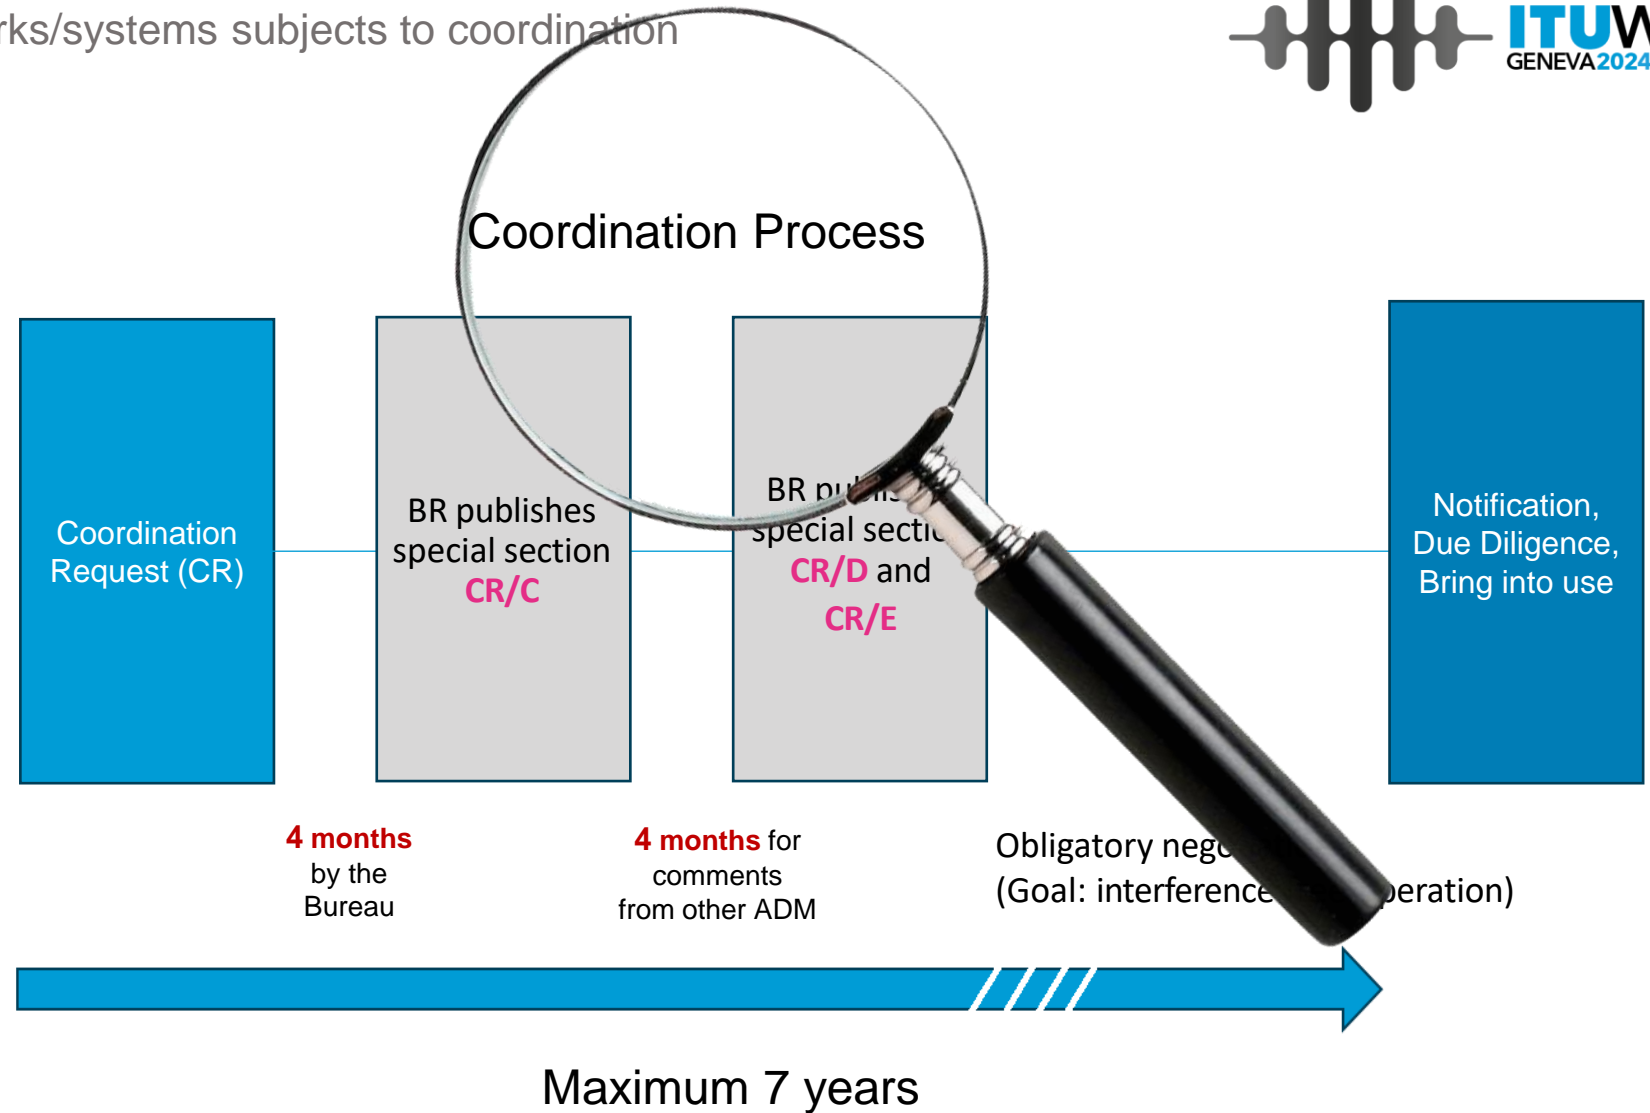 rks/systems subjects to coordination
ITUW
GENEVA2024
Coordination Process
Coordination
Request (CR)
BR publishes
special section
CR/C
BR
special
CR/D and
CR/E
Notification,
Due Diligence,
Bring into use
4 months
by the
Bureau
4 months for
comments
from other ADM
Obligatory
(Goal: interference
Maximum 7 years